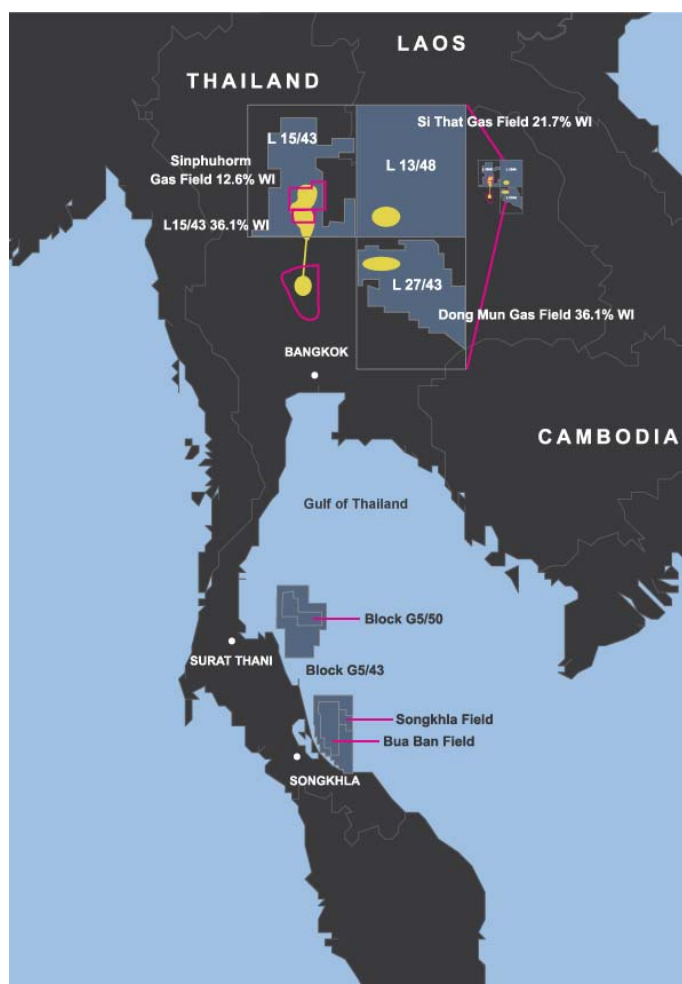 LAOS
THAILAND
Si That Gas Field 21.7% WI
L 15/43
Sinphuhorm
Gas Field 12.6% WI
L 13/48
L15/43 36.1% WI
L 27/43
Dong Mun Gas Field 36.1% WI
BANGKOK
CAMBODIA
Gulf of Thailand
Block G5/50
SURAT THANI
Block G5/43
Songkhla Field
Bua Ban Field
SONGKHLA